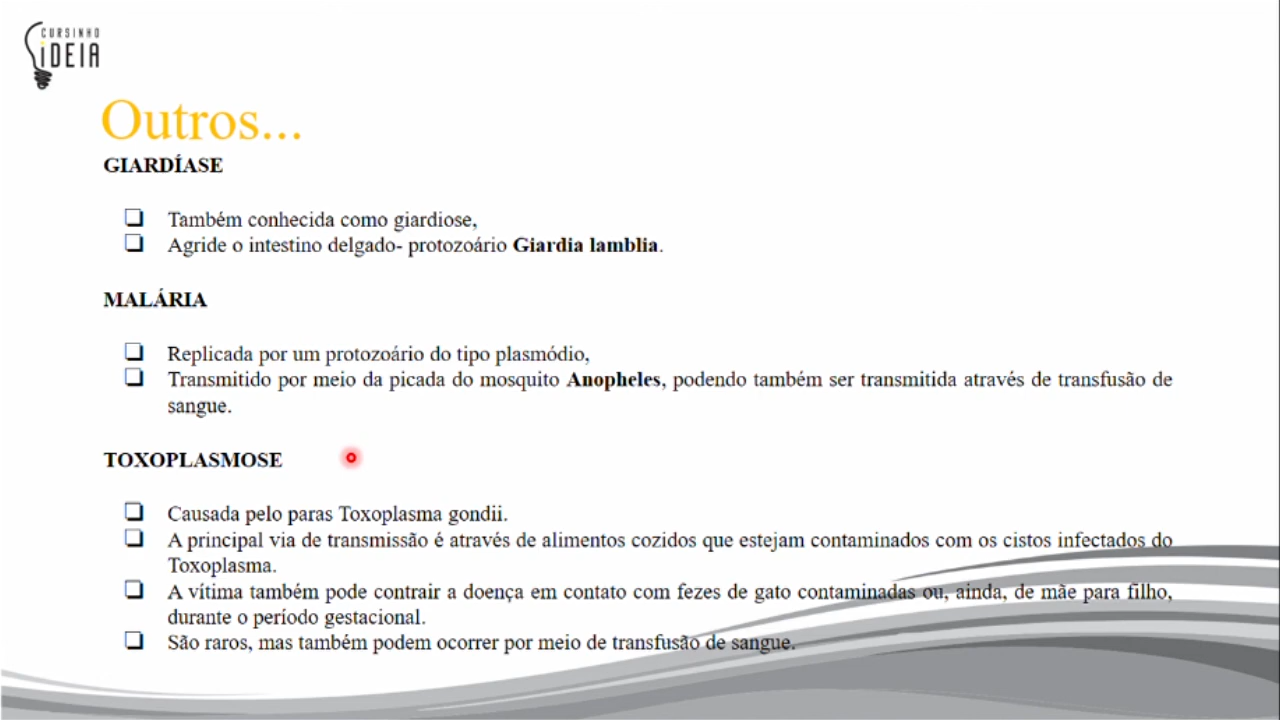 CURSINHO
iDEIA
Outros...
GIARDÍASE
❏ Também conhecida como giardiose,
❏ Agride o intestino delgado- protozoário Giardia lamblia.
MALÁRIA
❏ Replicada por um protozoário do tipo plasmódio,
❏ Transmitido por meio da picada do mosquito Anopheles, podendo também ser transmitida através de transfusão de
sangue.
TOXOPLASMOSE
❏ Causada pelo paras Toxoplasma gondii.
❏ A principal via de transmissão é através de alimentos cozidos que estejam contaminados com os cistos infectados do
Toxoplasma.
❏ A vítima também pode contrair a doença em contato com fezes de gato contaminadas ou, ainda, de mãe para filho,
durante o período gestacional.
❏ São raros, mas também podem ocorrer por meio de transfusão de sangue.